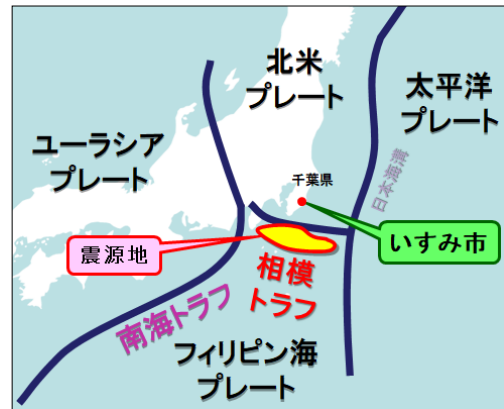 北米
プレート
太平洋
プレート
ユーラシア
プレート
千葉県
日本海溝
いすみ市
震源地
相模
トラフ
南海トラフ
フィリピン海
プレート